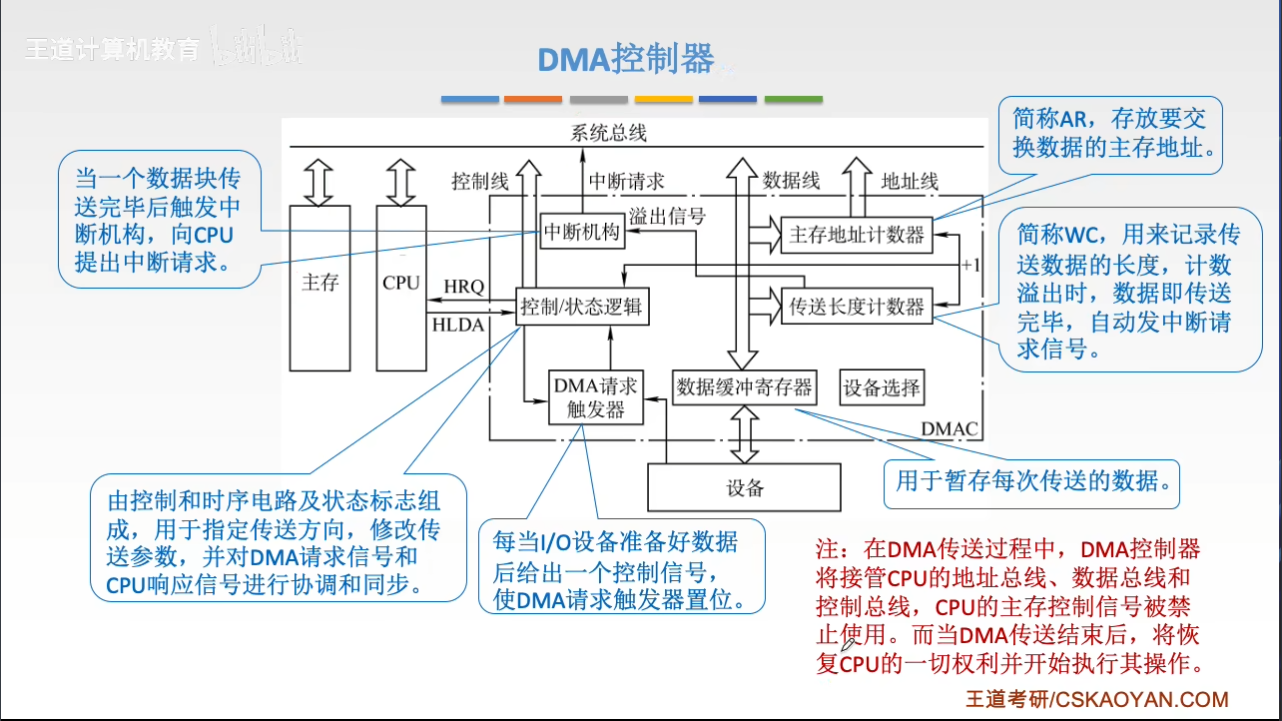 王道计算机教育 bilibili
DMA控制器
简称AR，存放要交
换数据的主存地址。
系统总线
当一个数据块传
送完毕后触发中
断机构，向CPU
提出中断请求。
控制线
中断请求
数据线
地址线
溢出信号
中断机构
主存地址计数器
简称WC，用来记录传
送数据的长度，计数
溢出时，数据即传送
完毕，自动发中断请
求信号。
+1
主存
CPU
HRQ
HLDA
控制/状态逻辑
传送长度计数器
DMA请求
触发器
数据缓冲寄存器
设备选择
DMAC
设备
用于暂存每次传送的数据。
由控制和时序电路及状态标志组
成，用于指定传送方向，修改传
送参数，并对DMA请求信号和
CPU响应信号进行协调和同步。
每当I/O设备准备好数据
后给出一个控制信号，
使DMA请求触发器置位。
注：在DMA传送过程中，DMA控制器
将接管CPU的地址总线、数据总线和
控制总线，CPU的主存控制信号被禁
止使用。而当DMA传送结束后，将恢
复CPU的一切权利并开始执行其操作。
王道考研/CSKAOYAN.COM